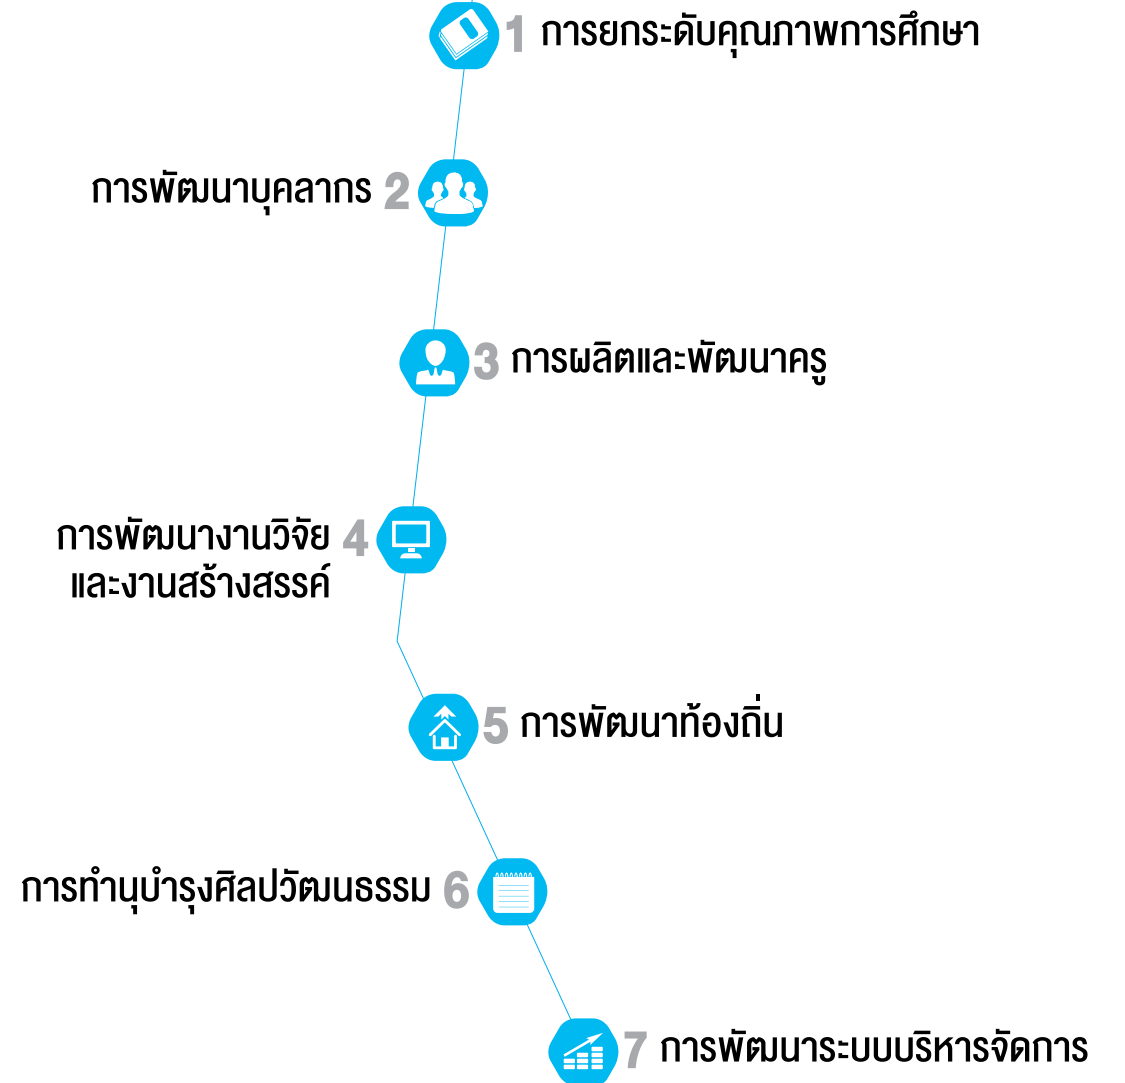 1 การยกระดับคุณภาพการศึกษา
การพัฒนาบุคลากร 2
3 การผลิตและพัฒนาครู
การพัฒนางานวิจัย 4
และงานสร้างสรรค์
5 การพัฒนาท้องถิ่น
การทำนุบำรุงศิลปวัฒนธรรม 6
7 การพัฒนาระบบบริหารจัดการ